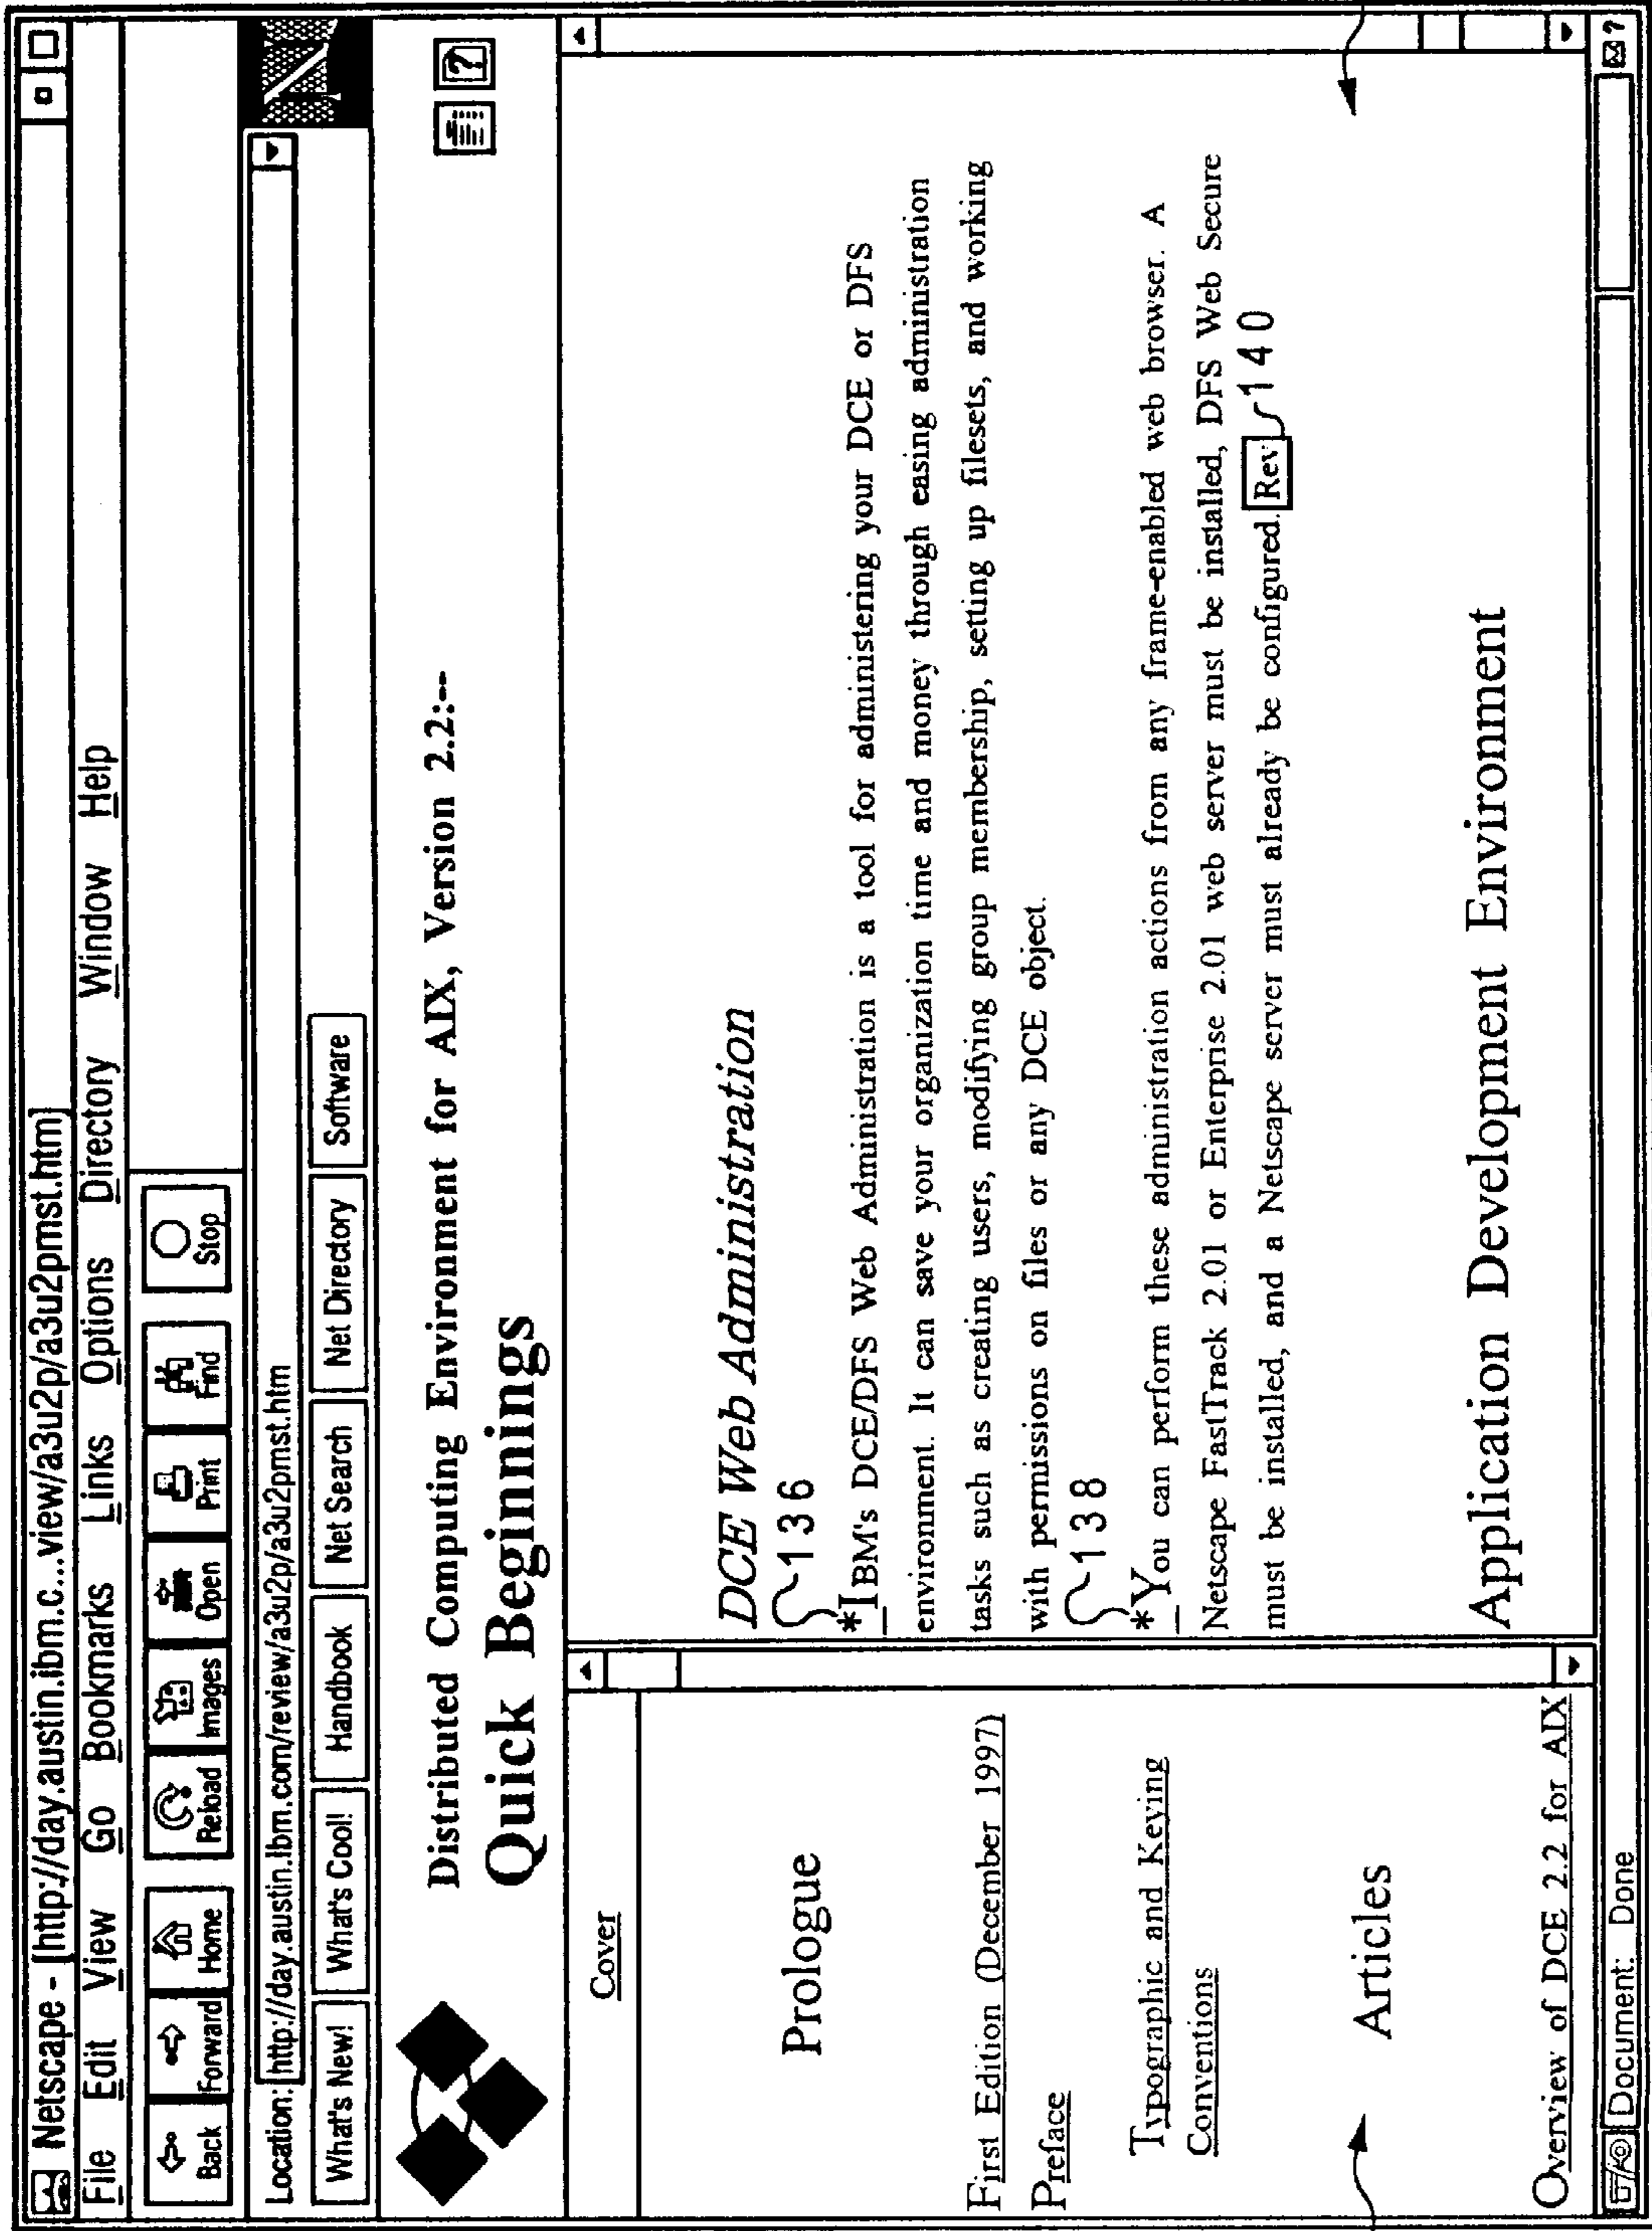 Netscape - [http://day.austin.ibm.c...view/a3u2p/a3u2pmst.htm]
File Edit View Go Bookmarks Links Options Directory Window Help
Back Forward Home Reload Images Open Print Find Stop
Location: http://day.austin.ibm.com/review/a3u2p/a3u2pmst.htm
What's New! What's Cool! Handbook Net Search Net Directory Software
Distributed Computing Environment for AIX, Version 2.2:--
Quick Beginnings
?
Cover
Prologue
First Edition (December 1997)
Preface
Typographic and Keying
Conventions
Articles
Overview of DCE 2.2 for AIX
DCE Web Administration
136
*IBM's DCE/DFS Web Administration is a tool for administering your DCE or DFS
environment. It can save your organization time and money through easing administration
tasks such as creating users, modifying group membership, setting up filesets, and working
with permissions on files or any DCE object.
138
*You can perform these administration actions from any frame-enabled web browser. A
Netscape FastTrack 2.01 or Enterprise 2.01 web server must be installed, DFS Web Secure
must be installed, and a Netscape server must already be configured. Rev 140
Application Development Environment
Document: Done
?